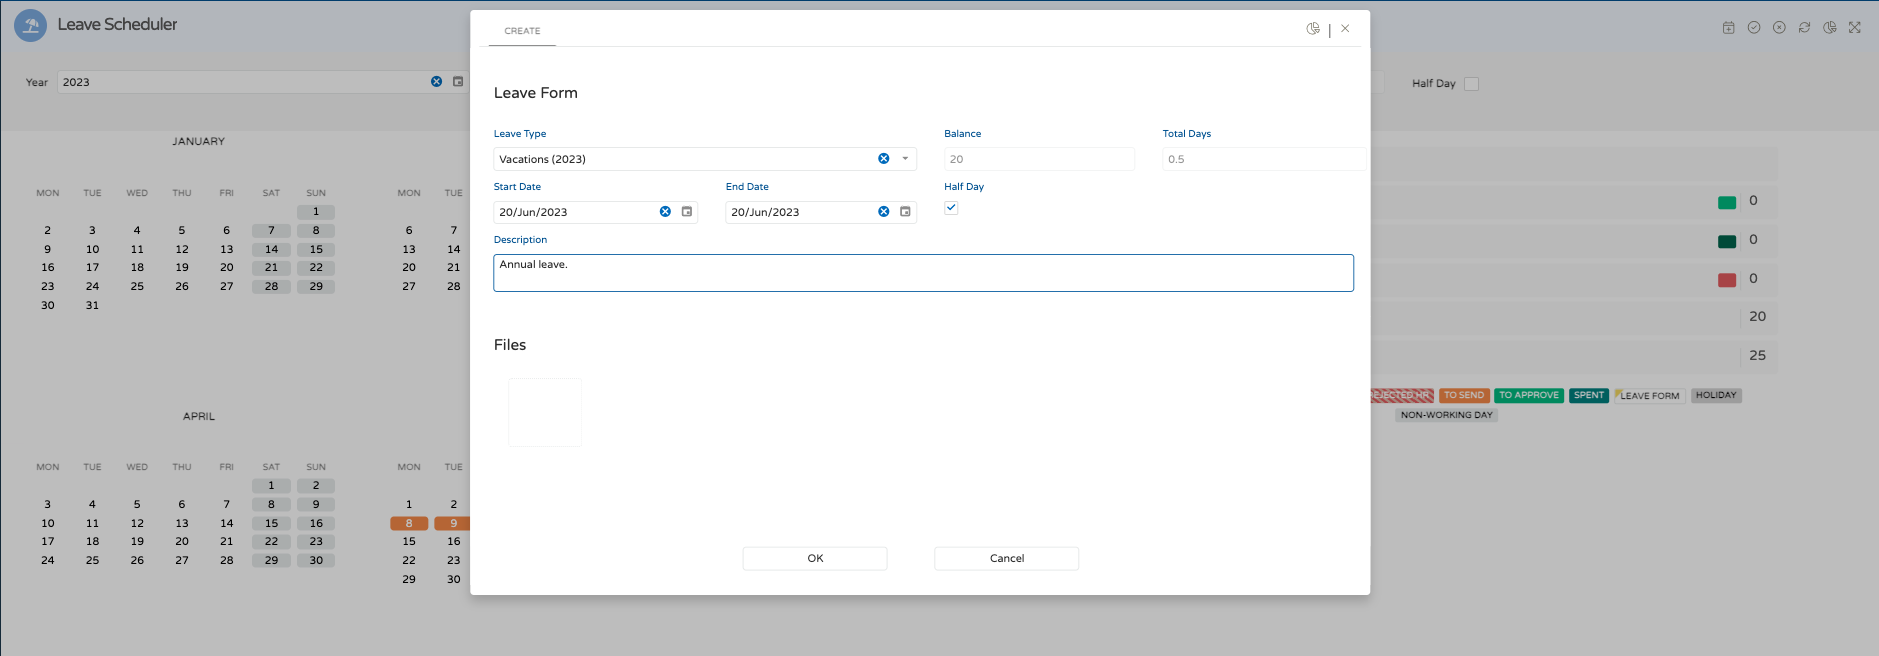 Leave Scheduler
CREATE
Year 2023
Half Day
Leave Form
Leave Type Balance Total Days
Vacations (2023) 20 0.5
Start Date End Date Half Day
20/Jun/2023 20/Jun/2023
Description
Annual leave.
Files
OK Cancel
JANUARY
MON TUE WED THU FRI SAT SUN
1
2 3 4 5 6 7 8
9 10 11 12 13 14 15
16 17 18 19 20 21 22
23 24 25 26 27 28 29
30 31
MON TUE
6 7
13 14
20 21
27 28
APRIL
MON TUE WED THU FRI SAT SUN
1 2
3 4 5 6 7 8 9
10 11 12 13 14 15 16
17 18 19 20 21 22 23
24 25 26 27 28 29 30
MON TUE
1 2
8 9
15 16
22 23
29 30
0
0
0
20
25
EJECTED HR TO SEND TO APPROVE SPENT LEAVE FORM HOLIDAY
NON-WORKING DAY